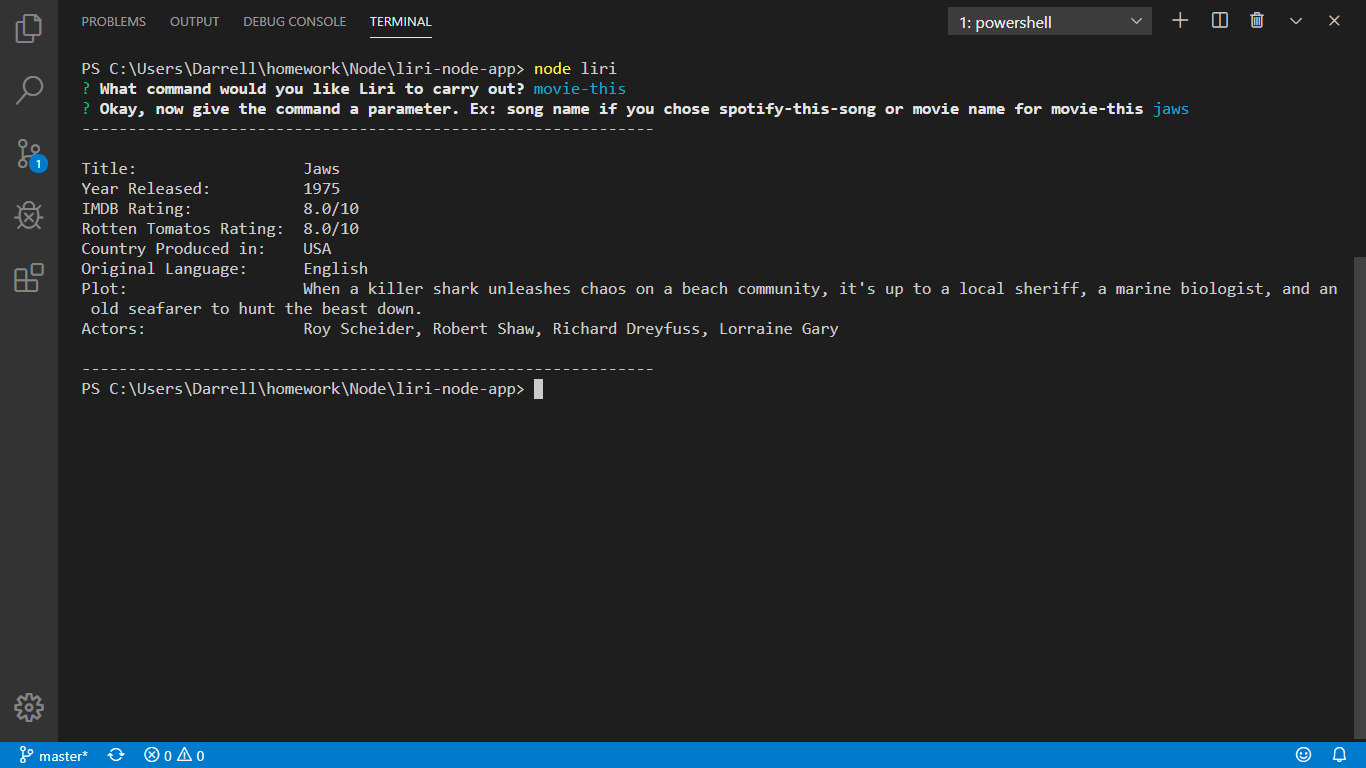 PROBLEMS OUTPUT DEBUG CONSOLE TERMINAL 1: powershell
PS C:\Users\Darrell\homework\Node\liri-node-app> node liri
? What command would you like Liri to carry out? movie-this
? Okay, now give the command a parameter. Ex: song name if you chose spotify-this-song or movie name for movie-this jaws
--------------------------------------------------------------
Title: Jaws
Year Released: 1975
IMDB Rating: 8.0/10
Rotten Tomatos Rating: 8.0/10
Country Produced in: USA
Original Language: English
Plot: When a killer shark unleashes chaos on a beach community, it's up to a local sheriff, a marine biologist, and an
old seafarer to hunt the beast down.
Actors: Roy Scheider, Robert Shaw, Richard Dreyfuss, Lorraine Gary
--------------------------------------------------------------
PS C:\Users\Darrell\homework\Node\liri-node-app>
1
master* 0 0